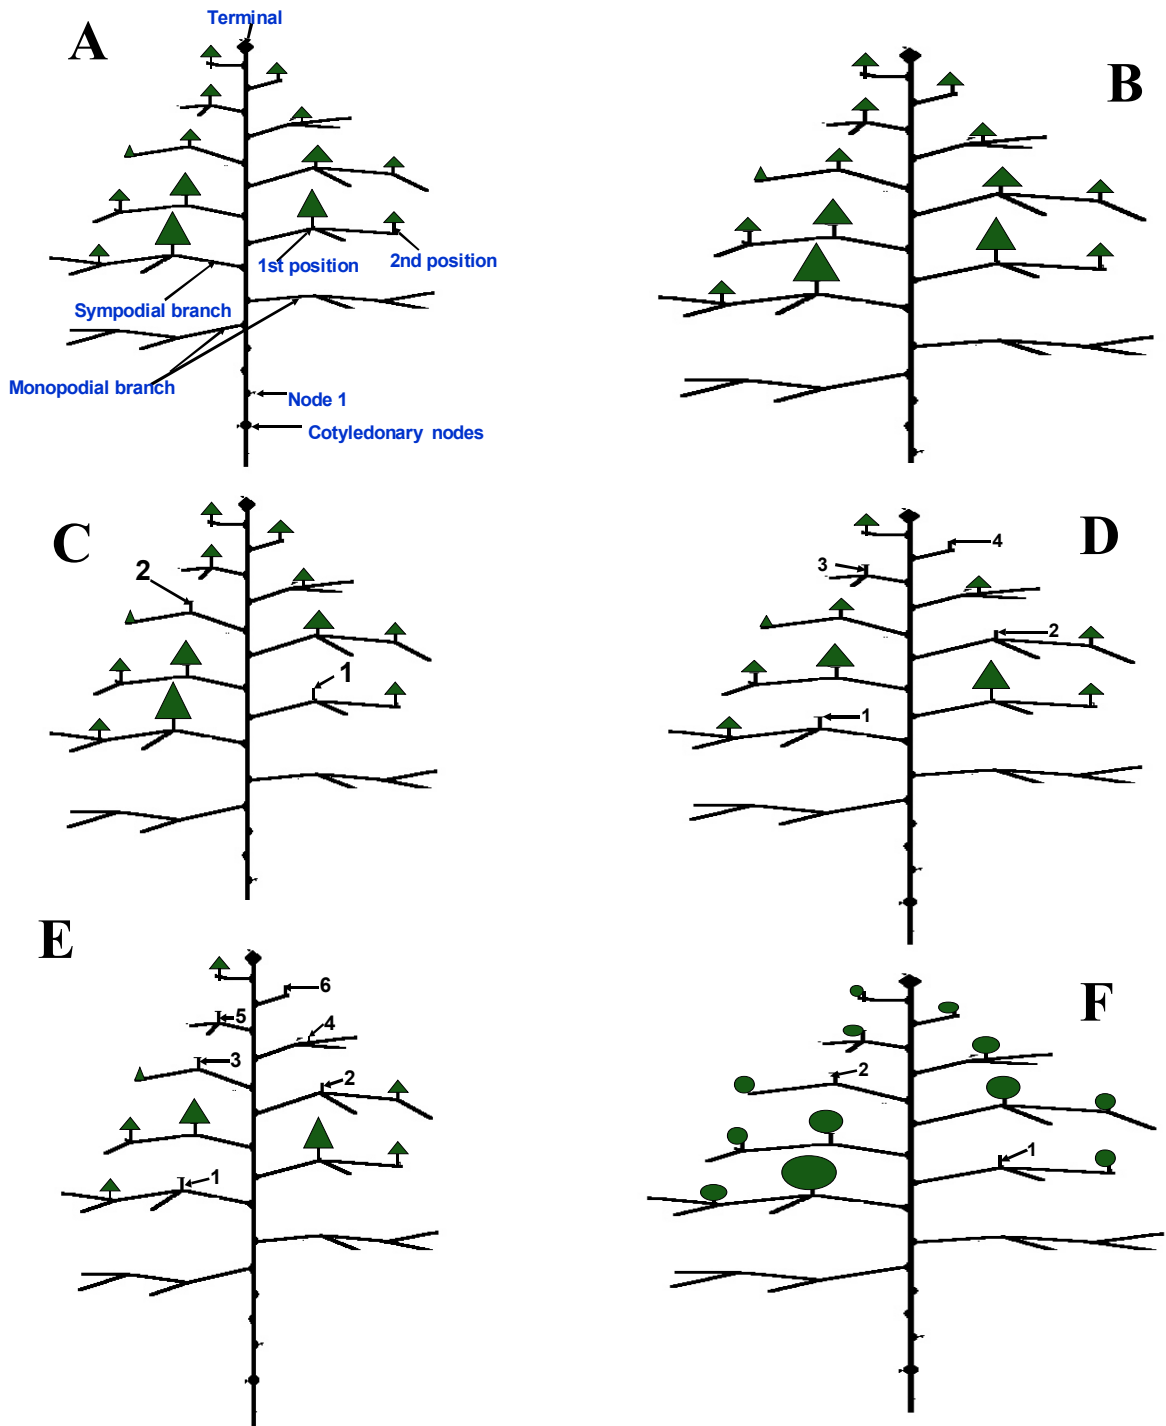 Terminal
A
B
1st position
2nd position
Sympodial branch
Monopodial branch
Node 1
Cotyledonary nodes
C
2
1
D
4
3
2
1
E
6
5
4
3
2
1
F
2
1